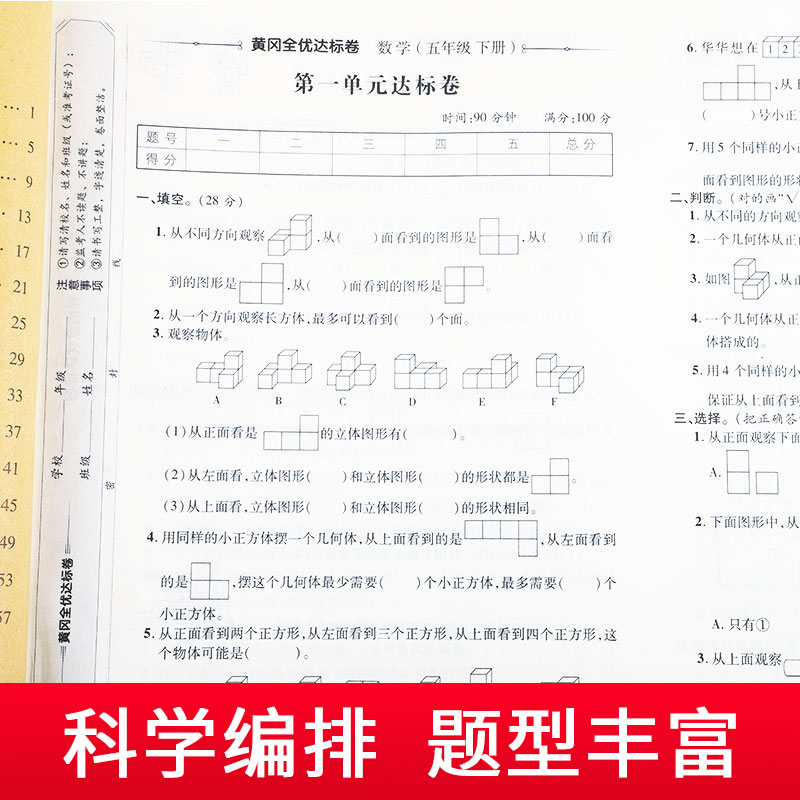 黄冈全优达标卷 数学(五年级 下册)
第一单元达标卷
时间:90分钟 满分:100分
题号 一 二 三 四 五 总分
得分
一、填空。(28分)
1.从不同方向观察,从( )面看到的图形是,从( )面看
到的图形是,从( )面看到的图形是。
2.从一个方向观察长方体,最多可以看到( )个面。
3.观察物体。
A B C D E F
(1)从正面看是的立体图形有( )。
(2)从左面看,立体图形( )和立体图形( )的形状都是。
(3)从上面看,立体图形( )和立体图形( )的形状相同。
4.用同样的小正方体摆一个几何体,从上面看到的是,从左面看到
的是,摆这个几何体最少需要( )个小正方体,最多需要( )个
小正方体。
5.从正面看到两个正方形,从左面看到三个正方形,从上面看到四个正方形,这
个物体可能是( )。
6.华华想在 1 2
,从上
( )号小正
7.用5个同样的小正
面看到图形的形状
二、判断。(对的画“√
1.从不同的方向观
2.一个几何体从正
3.如图,从正
4.一个几何体从正
体搭成的。
5.用4个同样的小
保证从上面看到
三、选择。(把正确答
1.从正面观察下面
A.
2.下面图形中,从
A.只有①
3.从上面观察
注意事项
①请写清校名、姓名和班级(或准考证号);
②监考人不读题、不讲题;
③请书写工整,字迹清楚,卷面整洁。
学校 年级
班级 姓名
密 封 线
黄冈全优达标卷
1
5
9
13
17
21
25
29
33
37
41
45
49
53
57
科学编排 题型丰富